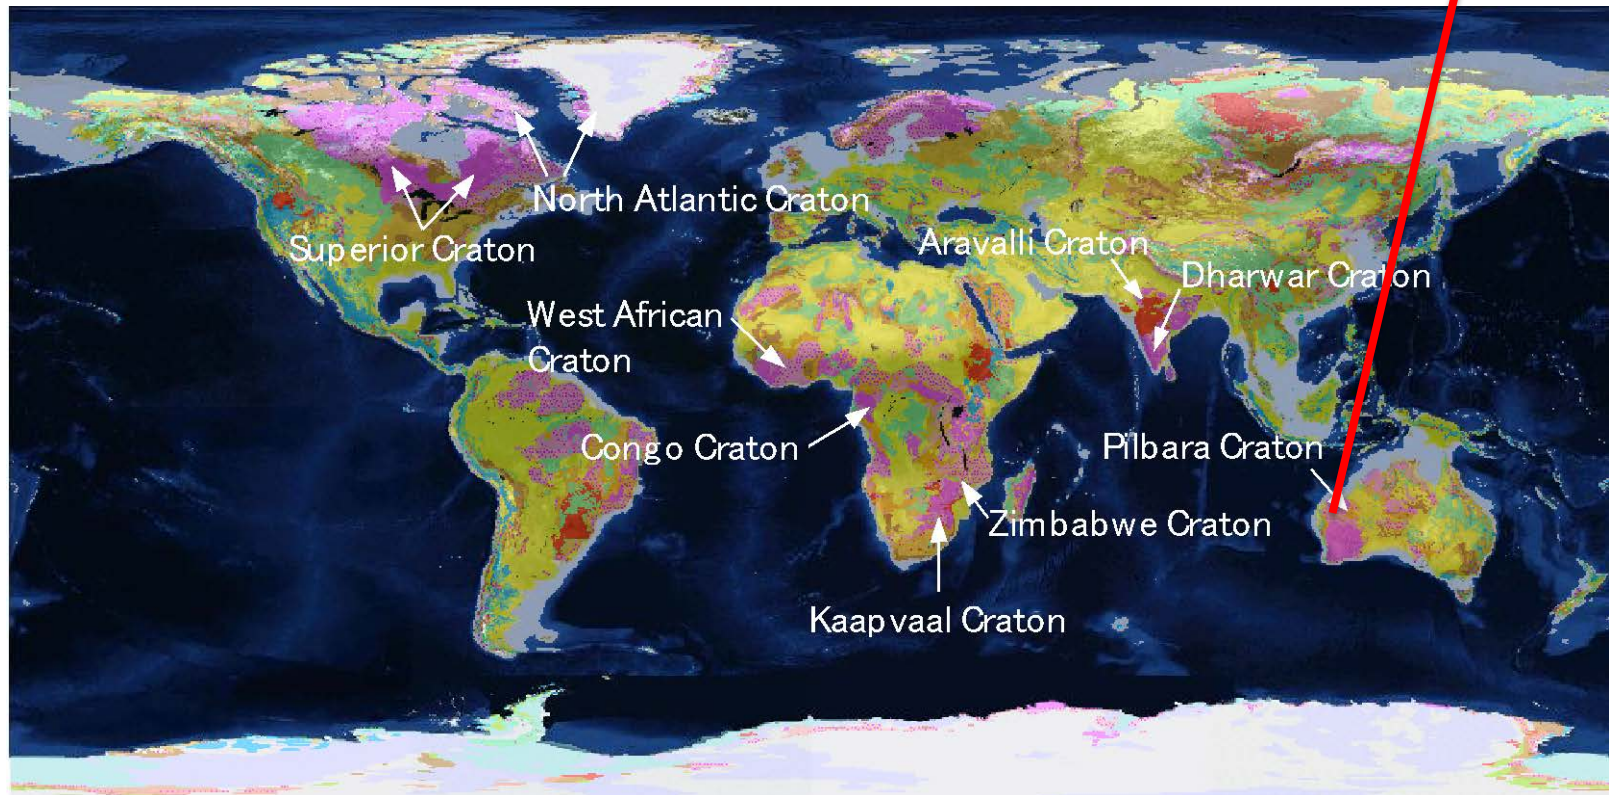 North Atlantic Craton
Superior Craton
Aravalli Craton
Dharwar Craton
West African
Craton
Congo Craton
Pilbara Craton
Zimbabwe Craton
Kaapvaal Craton